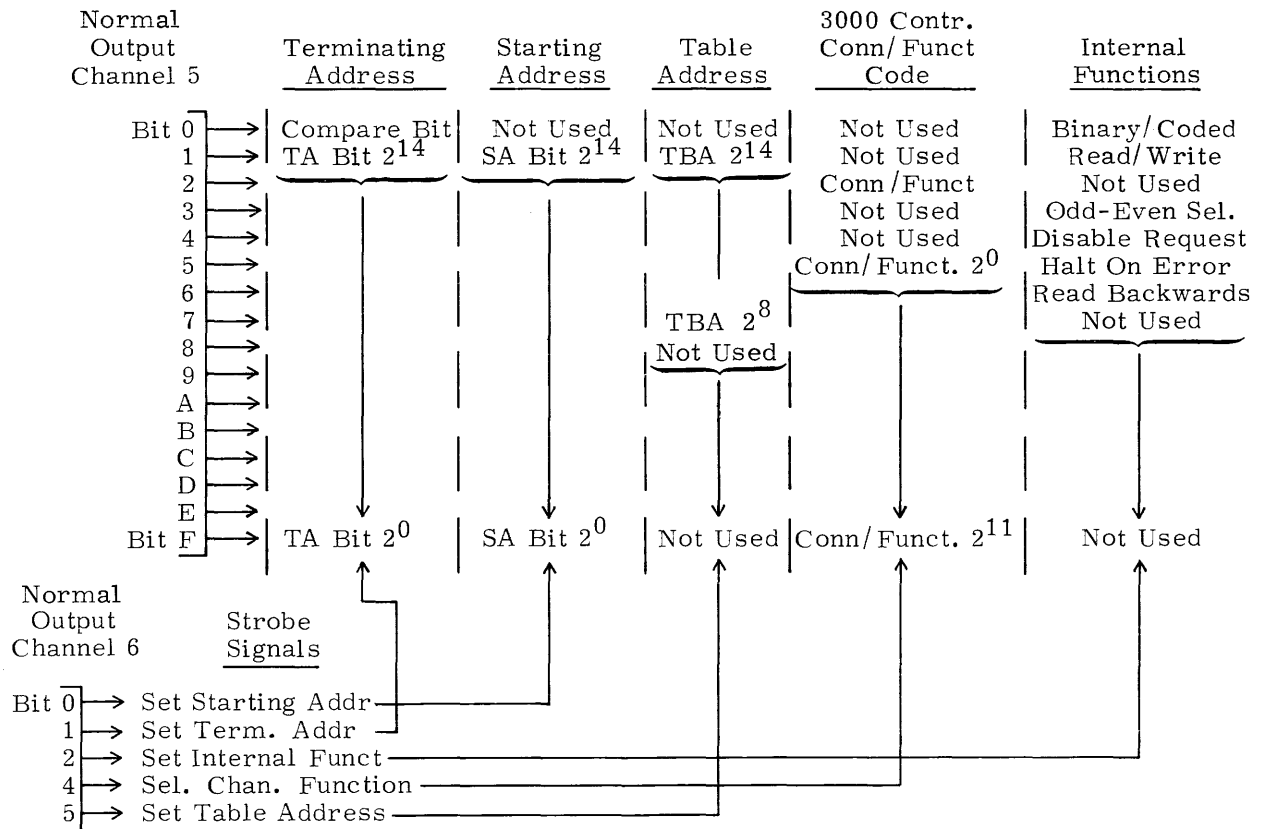 Normal Output Channel 5
Terminating Address
Starting Address
Table Address
3000 Contr. Conn/Funct Code
Internal Functions
Bit 0 Compare Bit Not Used Not Used Not Used Binary/Coded
1 TA Bit 2^14 SA Bit 2^14 TBA 2^14 Not Used Read/Write
2 Conn/Funct Not Used
3 Not Used Odd-Even Sel.
4 Not Used Disable Request
5 Conn/Funct. 2^0 Halt On Error
6 Read Backwards
7 TBA 2^8 Not Used
8 Not Used
9
A
B
C
D
E
Bit F TA Bit 2^0 SA Bit 2^0 Not Used Conn/Funct. 2^11 Not Used
Normal Output Channel 6
Strobe Signals
Bit 0 Set Starting Addr
1 Set Term. Addr
2 Set Internal Funct
4 Sel. Chan. Function
5 Set Table Address